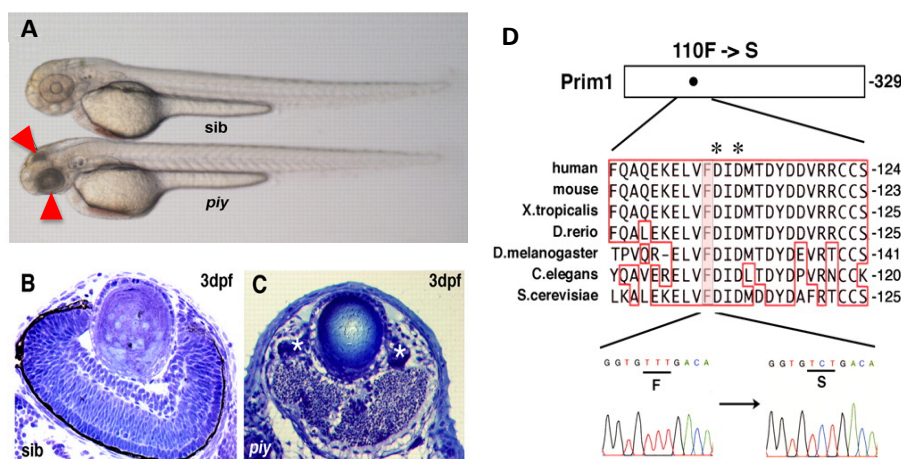 A
sib
piy
B
3dpf
sib
C
3dpf
*
*
piy
D
110F -> S
Prim1
-329
* *
human FQAQEKELVFDIDMTDYDDVRRCCS -124
mouse FQAQEKELVFDIDMTDYDDVRRCCS -123
X.tropicalis FQAQEKELVFDIDMTDYDDVRRCCS -125
D.rerio FQALEKELVFDIDMTDYDDVRRCCS -125
D.melanogaster TPVQR-ELVFDIDMTDYDEVRTCCS -141
C.elegans YQAVERELVFDIDLTDYDPVRNCCK -120
S.cerevisiae LKALEKELVFDIDMDDYDAFRTCCS -125
GGTGTTTGACA
F
GGTGTCTGACA
S